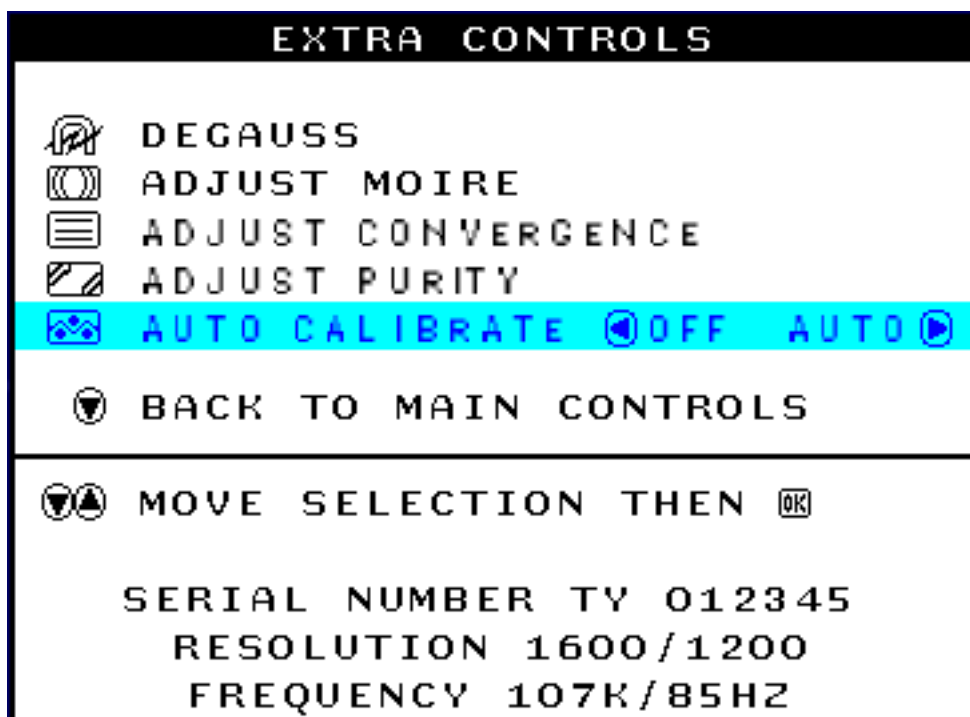 EXTRA CONTROLS
DEGAUSS
ADJUST MOIRE
ADJUST CONVERGENCE
ADJUST PURITY
AUTO CALIBRATE OFF AUTO
BACK TO MAIN CONTROLS
MOVE SELECTION THEN OK
SERIAL NUMBER TY 012345
RESOLUTION 1600/1200
FREQUENCY 107K/85HZ